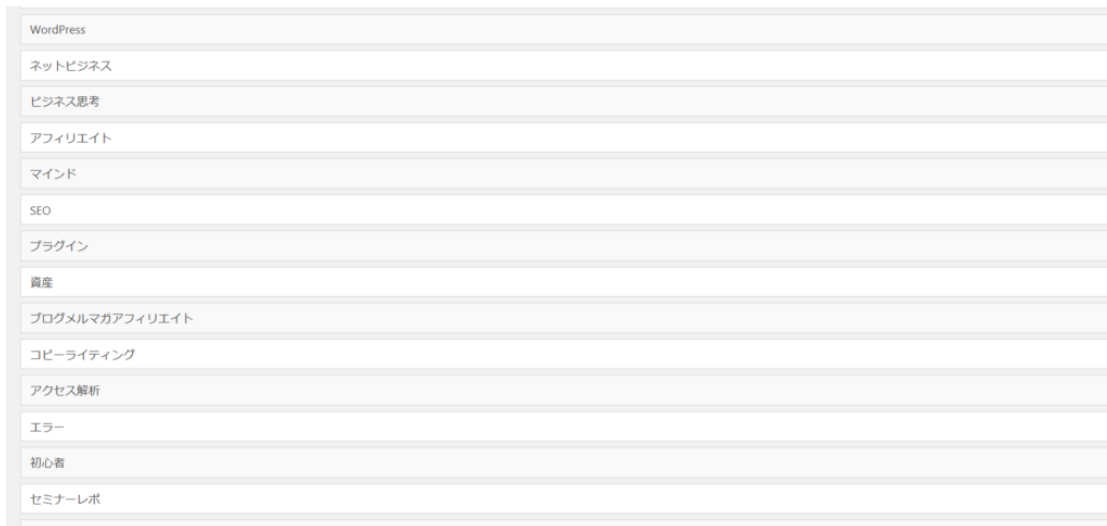 WordPress
ネットビジネス
ビジネス思考
アフィリエイト
マインド
SEO
プラグイン
資産
ブログメルマガアフィリエイト
コピーライティング
アクセス解析
エラー
初心者
セミナーレポ